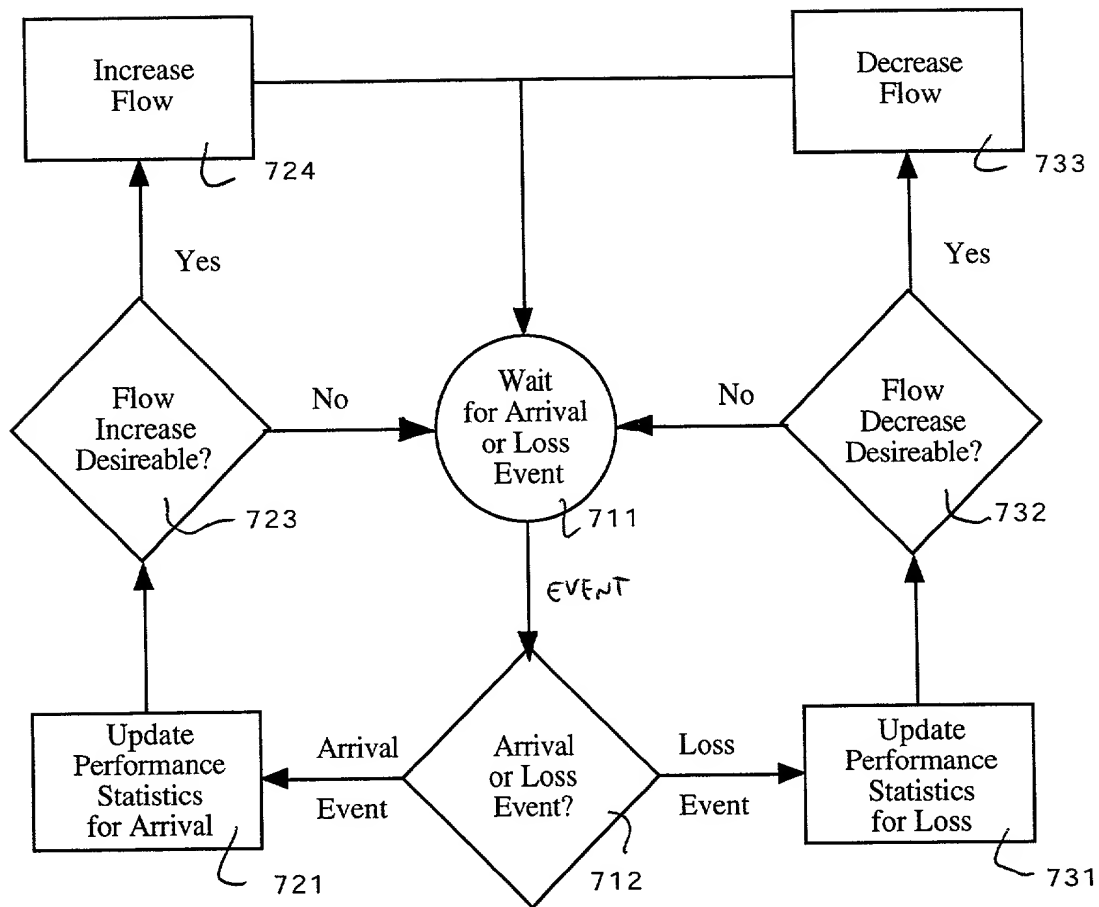 Increase
Flow
724
Decrease
Flow
733
Yes
Yes
Flow
Increase
Desireable?
723
No
Wait
for Arrival
or Loss
Event
711
No
Flow
Decrease
Desireable?
732
EVENT
Update
Performance
Statistics
for Arrival
721
Arrival
Event
Arrival
or Loss
Event?
712
Loss
Event
Update
Performance
Statistics
for Loss
731